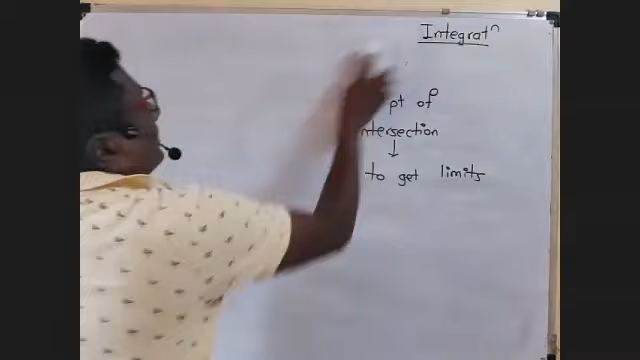 Integratⁿ
pt of
ntersection
↓
to get limits